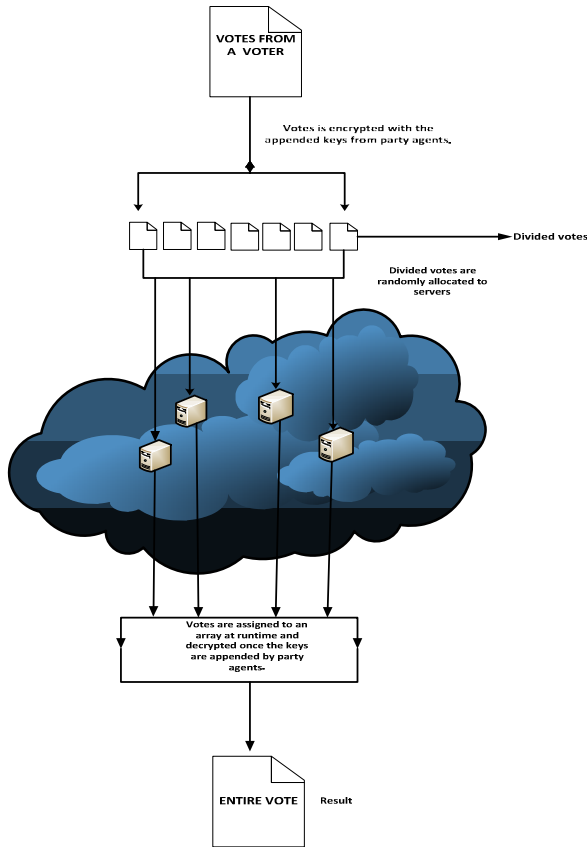 VOTES FROM
A VOTER
Votes is encrypted with the
appended keys from party agents.
Divided votes
Divided votes are
randomly allocated to
servers
Votes are assigned to an
array at runtime and
decrypted once the keys
are appended by party
agents.
ENTIRE VOTE
Result